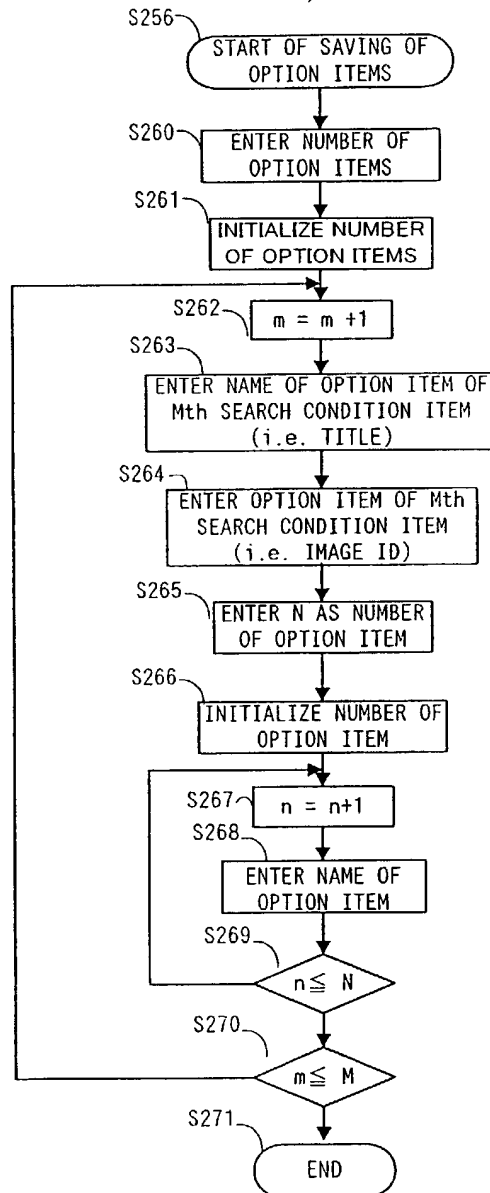 S256
START OF SAVING OF
OPTION ITEMS
S260
ENTER NUMBER OF
OPTION ITEMS
S261
INITIALIZE NUMBER
OF OPTION ITEMS
S262
m = m +1
S263
ENTER NAME OF OPTION ITEM OF
Mth SEARCH CONDITION ITEM
(i.e. TITLE)
S264
ENTER OPTION ITEM OF Mth
SEARCH CONDITION ITEM
(i.e. IMAGE ID)
S265
ENTER N AS NUMBER
OF OPTION ITEM
S266
INITIALIZE NUMBER OF
OPTION ITEM
S267
n = n+1
S268
ENTER NAME OF
OPTION ITEM
S269
n≦ N
S270
m≦ M
S271
END